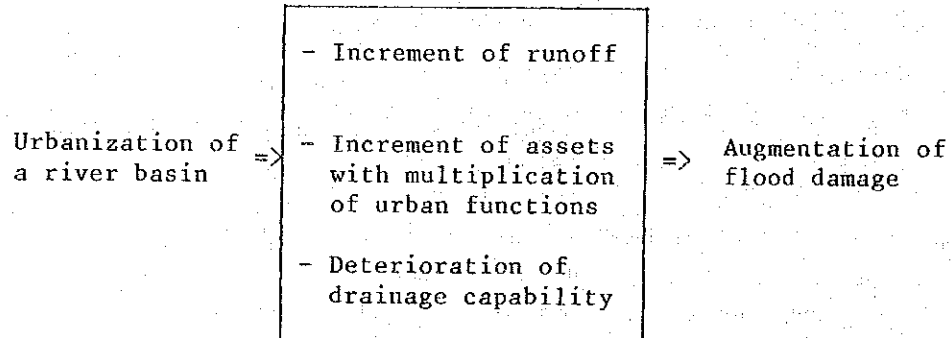 Urbanization of
a river basin
=>
- Increment of runoff
- Increment of assets
with multiplication
of urban functions
- Deterioration of
drainage capability
=>
Augmentation of
flood damage